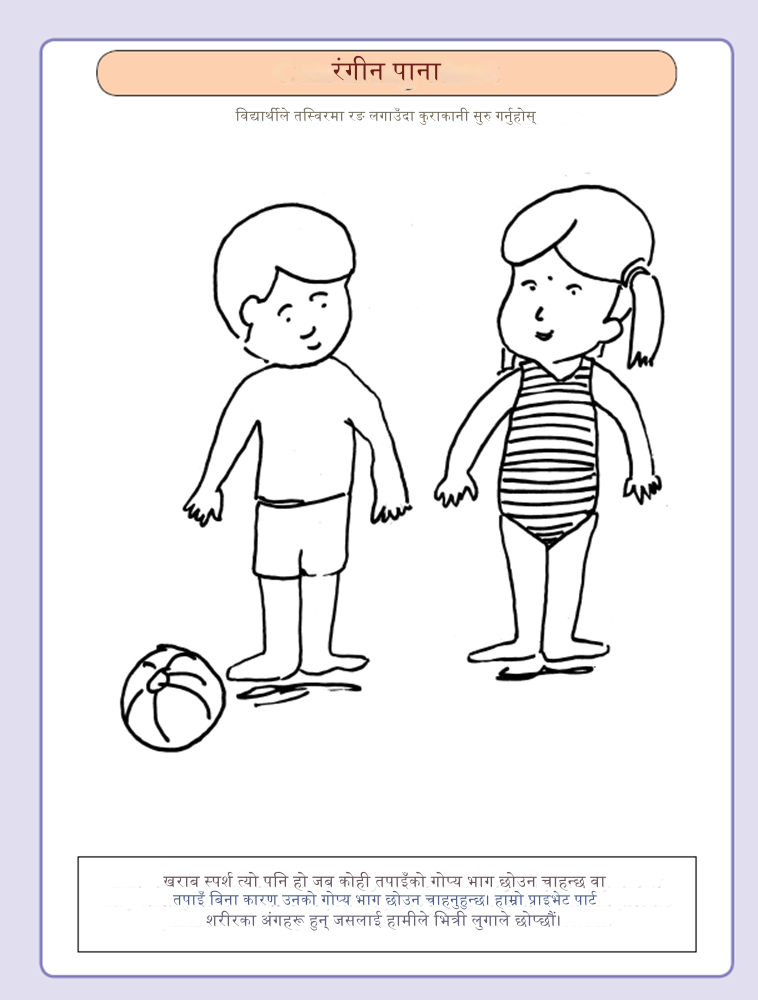 रंगीन पाना
विद्यार्थीले तस्विरमा रङ लगाउँदा कुराकानी सुरु गर्नुहोस्
खराब स्पर्श त्यो पनि हो जब कोही तपाइँको गोप्य भाग छोउन चाहन्छ वा
तपाइँ बिना कारण उनको गोप्य भाग छोउन चाहनुहुन्छ। हाम्रो प्राइभेट पार्ट
शरीरका अंगहरू हुन् जसलाई हामीले भित्री लुगाले छोप्छौं।